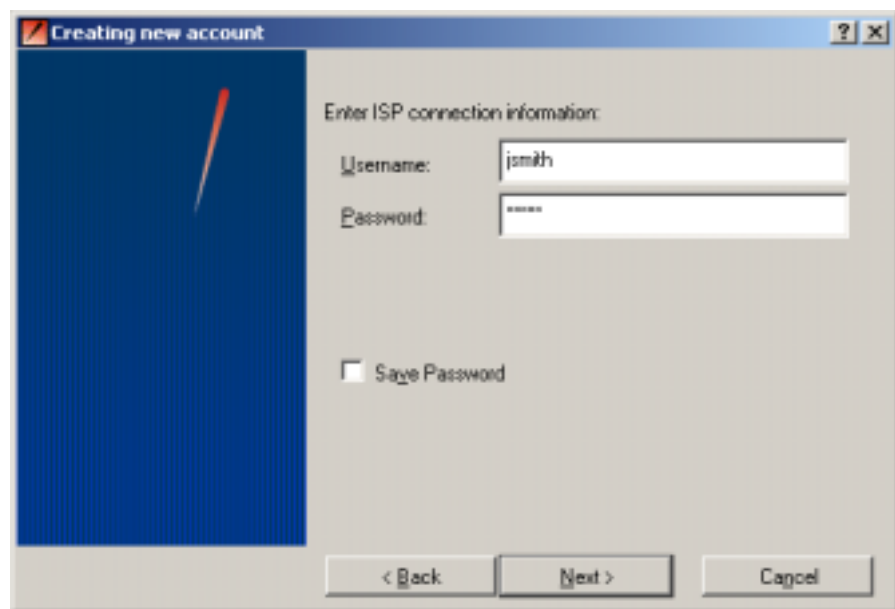 Creating new account
Enter ISP connection information:
Username: jsmith
Password: *****
Save Password
< Back Next > Cancel